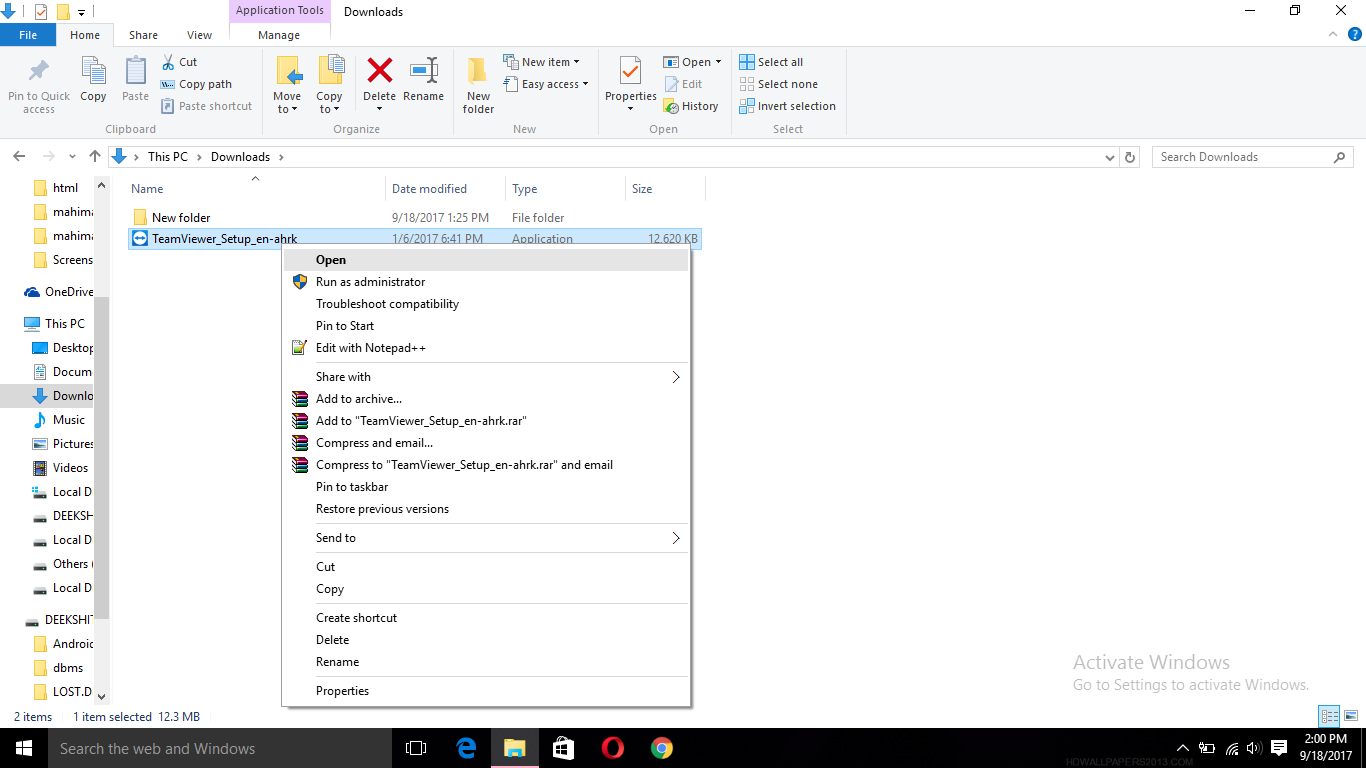 Application Tools
Downloads
File
Home
Share
View
Manage
Pin to Quick access
Copy
Paste
Cut
Copy path
Paste shortcut
Clipboard
Move to
Copy to
Delete
Rename
Organize
New folder
New item
Easy access
New
Properties
Open
Edit
History
Open
Select all
Select none
Invert selection
Select
This PC
Downloads
Search Downloads
Name
Date modified
Type
Size
New folder 9/18/2017 1:25 PM File folder
TeamViewer_Setup_en-ahrk 1/6/2017 6:41 PM Application 12,620 KB
html
mahima
mahima
Screens
OneDrive
This PC
Desktop
Docum
Downlo
Music
Pictures
Videos
Local D
DEEKSH
Local D
Others (
Local D
DEEKSHIT
Android
dbms
LOST.D
Open
Run as administrator
Troubleshoot compatibility
Pin to Start
Edit with Notepad++
Share with
Add to archive...
Add to "TeamViewer_Setup_en-ahrk.rar"
Compress and email...
Compress to "TeamViewer_Setup_en-ahrk.rar" and email
Pin to taskbar
Restore previous versions
Send to
Cut
Copy
Create shortcut
Delete
Rename
Properties
Activate Windows
Go to Settings to activate Windows.
2 items
1 item selected 12.3 MB
Search the web and Windows
2:00 PM
9/18/2017
HDWALLPAPERS2013.COM